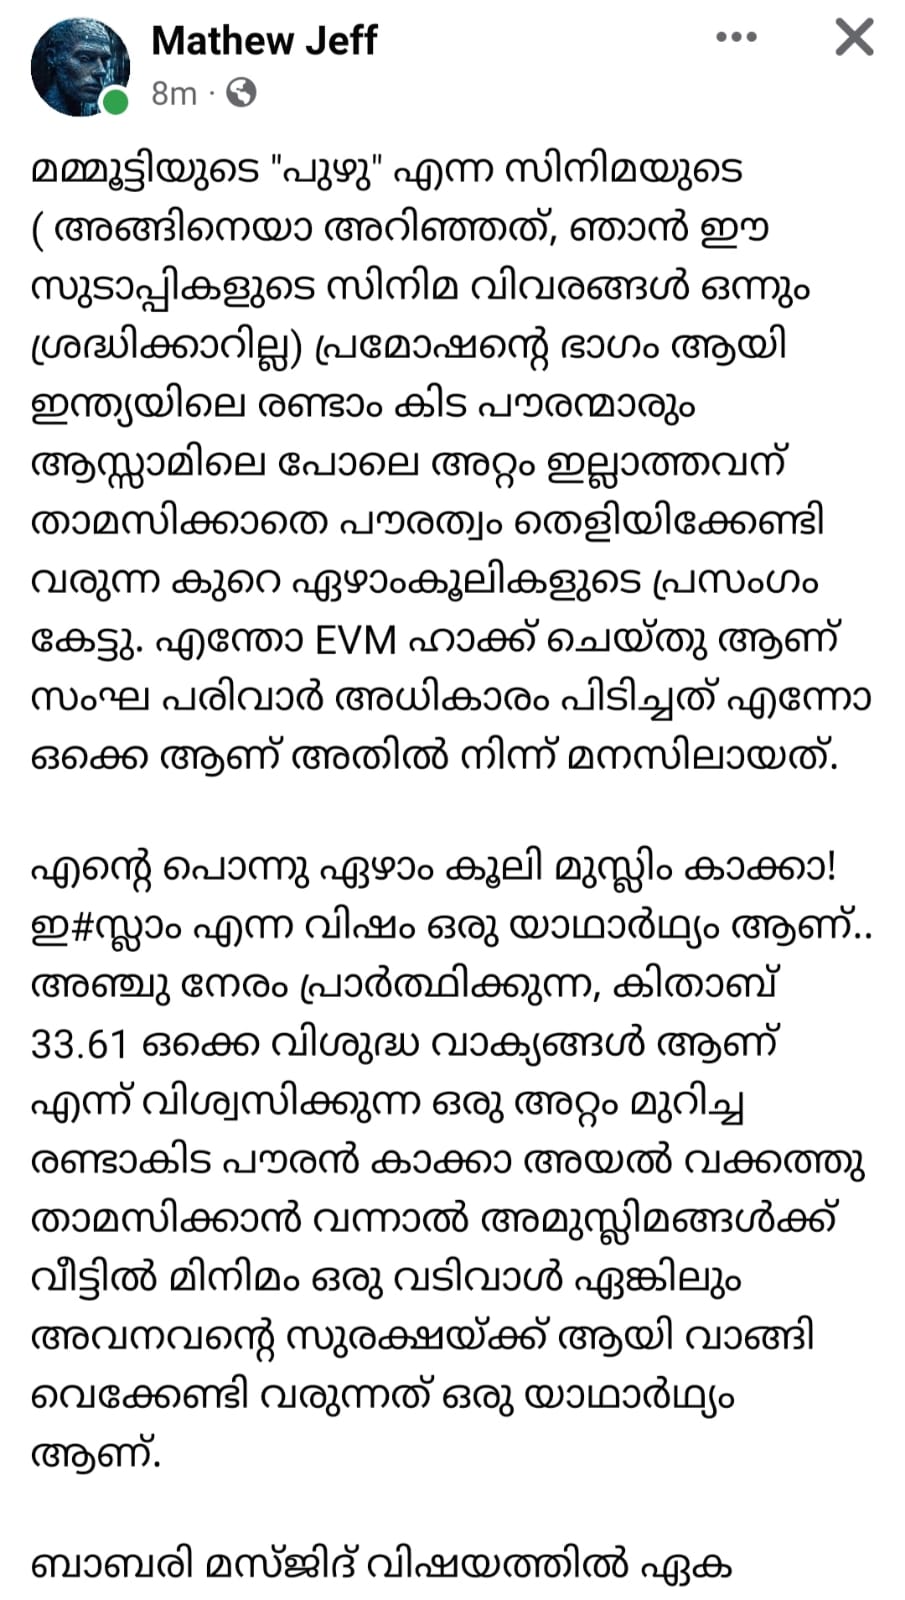 Mathew Jeff
8m ·
മമ്മൂട്ടിയുടെ "പുഴു" എന്ന സിനിമയുടെ
( അങ്ങിനെയാ അറിഞ്ഞത്, ഞാൻ ഈ
സുടാപ്പികളുടെ സിനിമ വിവരങ്ങൾ ഒന്നും
ശ്രദ്ധിക്കാറില്ല) പ്രമോഷന്റെ ഭാഗം ആയി
ഇന്ത്യയിലെ രണ്ടാം കിട പൗരന്മാരും
ആസ്സാമിലെ പോലെ അറ്റം ഇല്ലാത്തവന്
താമസിക്കാതെ പൗരത്വം തെളിയിക്കേണ്ടി
വരുന്ന കുറെ ഏഴാംകൂലികളുടെ പ്രസംഗം
കേട്ടു. എന്തോ EVM ഹാക്ക് ചെയ്തു ആണ്
സംഘ പരിവാർ അധികാരം പിടിച്ചത് എന്നോ
ഒക്കെ ആണ് അതിൽ നിന്ന് മനസിലായത്.
എന്റെ പൊന്നു ഏഴാം കൂലി മുസ്ലിം കാക്കാ!
ഇ#സ്ലാം എന്ന വിഷം ഒരു യാഥാർഥ്യം ആണ്..
അഞ്ചു നേരം പ്രാർത്ഥിക്കുന്ന, കിതാബ്
33.61 ഒക്കെ വിശുദ്ധ വാക്യങ്ങൾ ആണ്
എന്ന് വിശ്വസിക്കുന്ന ഒരു അറ്റം മുറിച്ച
രണ്ടാകിട പൗരൻ കാക്കാ അയൽ വക്കത്തു
താമസിക്കാൻ വന്നാൽ അമുസ്ലിമങ്ങൾക്ക്
വീട്ടിൽ മിനിമം ഒരു വടിവാൾ ഏങ്കിലും
അവനവന്റെ സുരക്ഷയ്ക്ക് ആയി വാങ്ങി
വെക്കേണ്ടി വരുന്നത് ഒരു യാഥാർഥ്യം
ആണ്.
ബാബരി മസ്ജിദ് വിഷയത്തിൽ ഏക